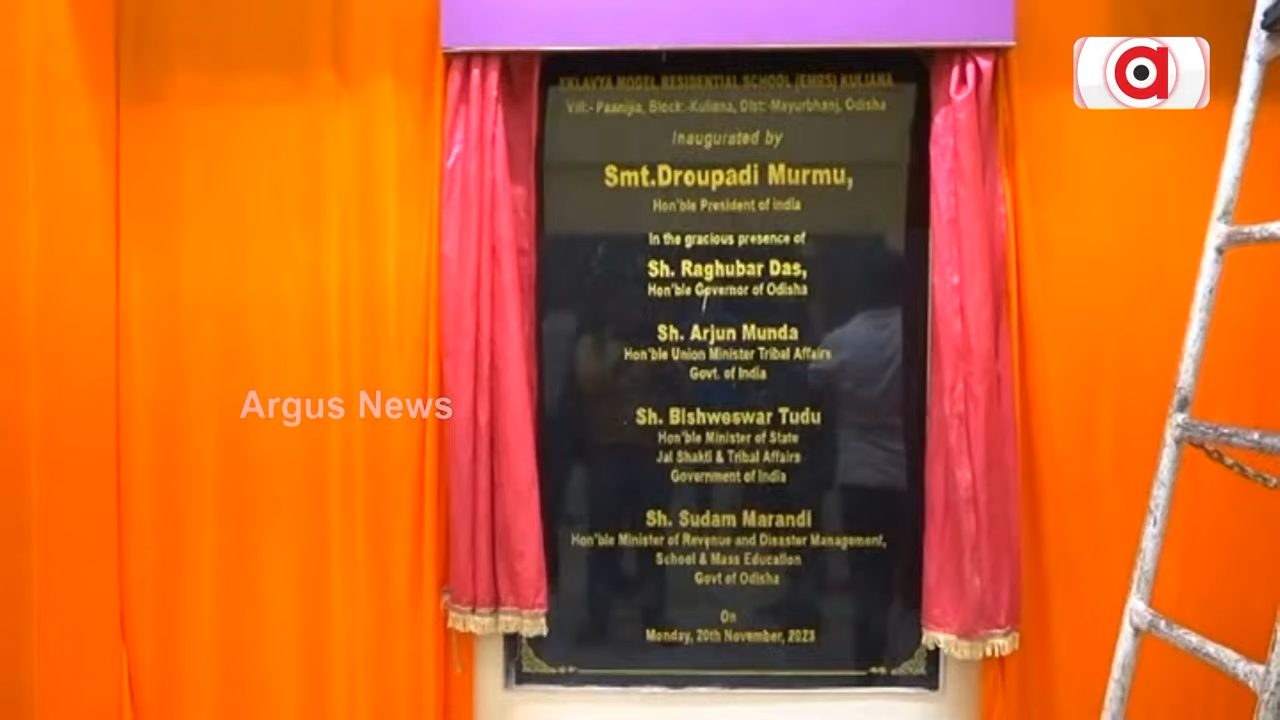 EKLAVYA MODEL RESIDENTIAL SCHOOL (EMRS) KULIANA
Vill:- Paanijia, Block:-Kuliana, Dist:-Mayurbhanj, Odisha
Inaugurated by
Smt.Droupadi Murmu,
Hon'ble President of india
In the gracious presence of
Sh. Raghubar Das,
Hon'ble Governor of Odisha
Sh. Arjun Munda
Hon'ble Union Minister Tribal Affairs
Govt. of India
Sh. Bishweswar Tudu
Hon'ble Minister of State
Jal Shakti & Tribal Affairs
Government of India
Sh. Sudam Marandi
Hon'ble Minister of Revenue and Disaster Management,
School & Mass Education
Govt of Odisha
On
Monday, 20th November, 2023
Argus News
a